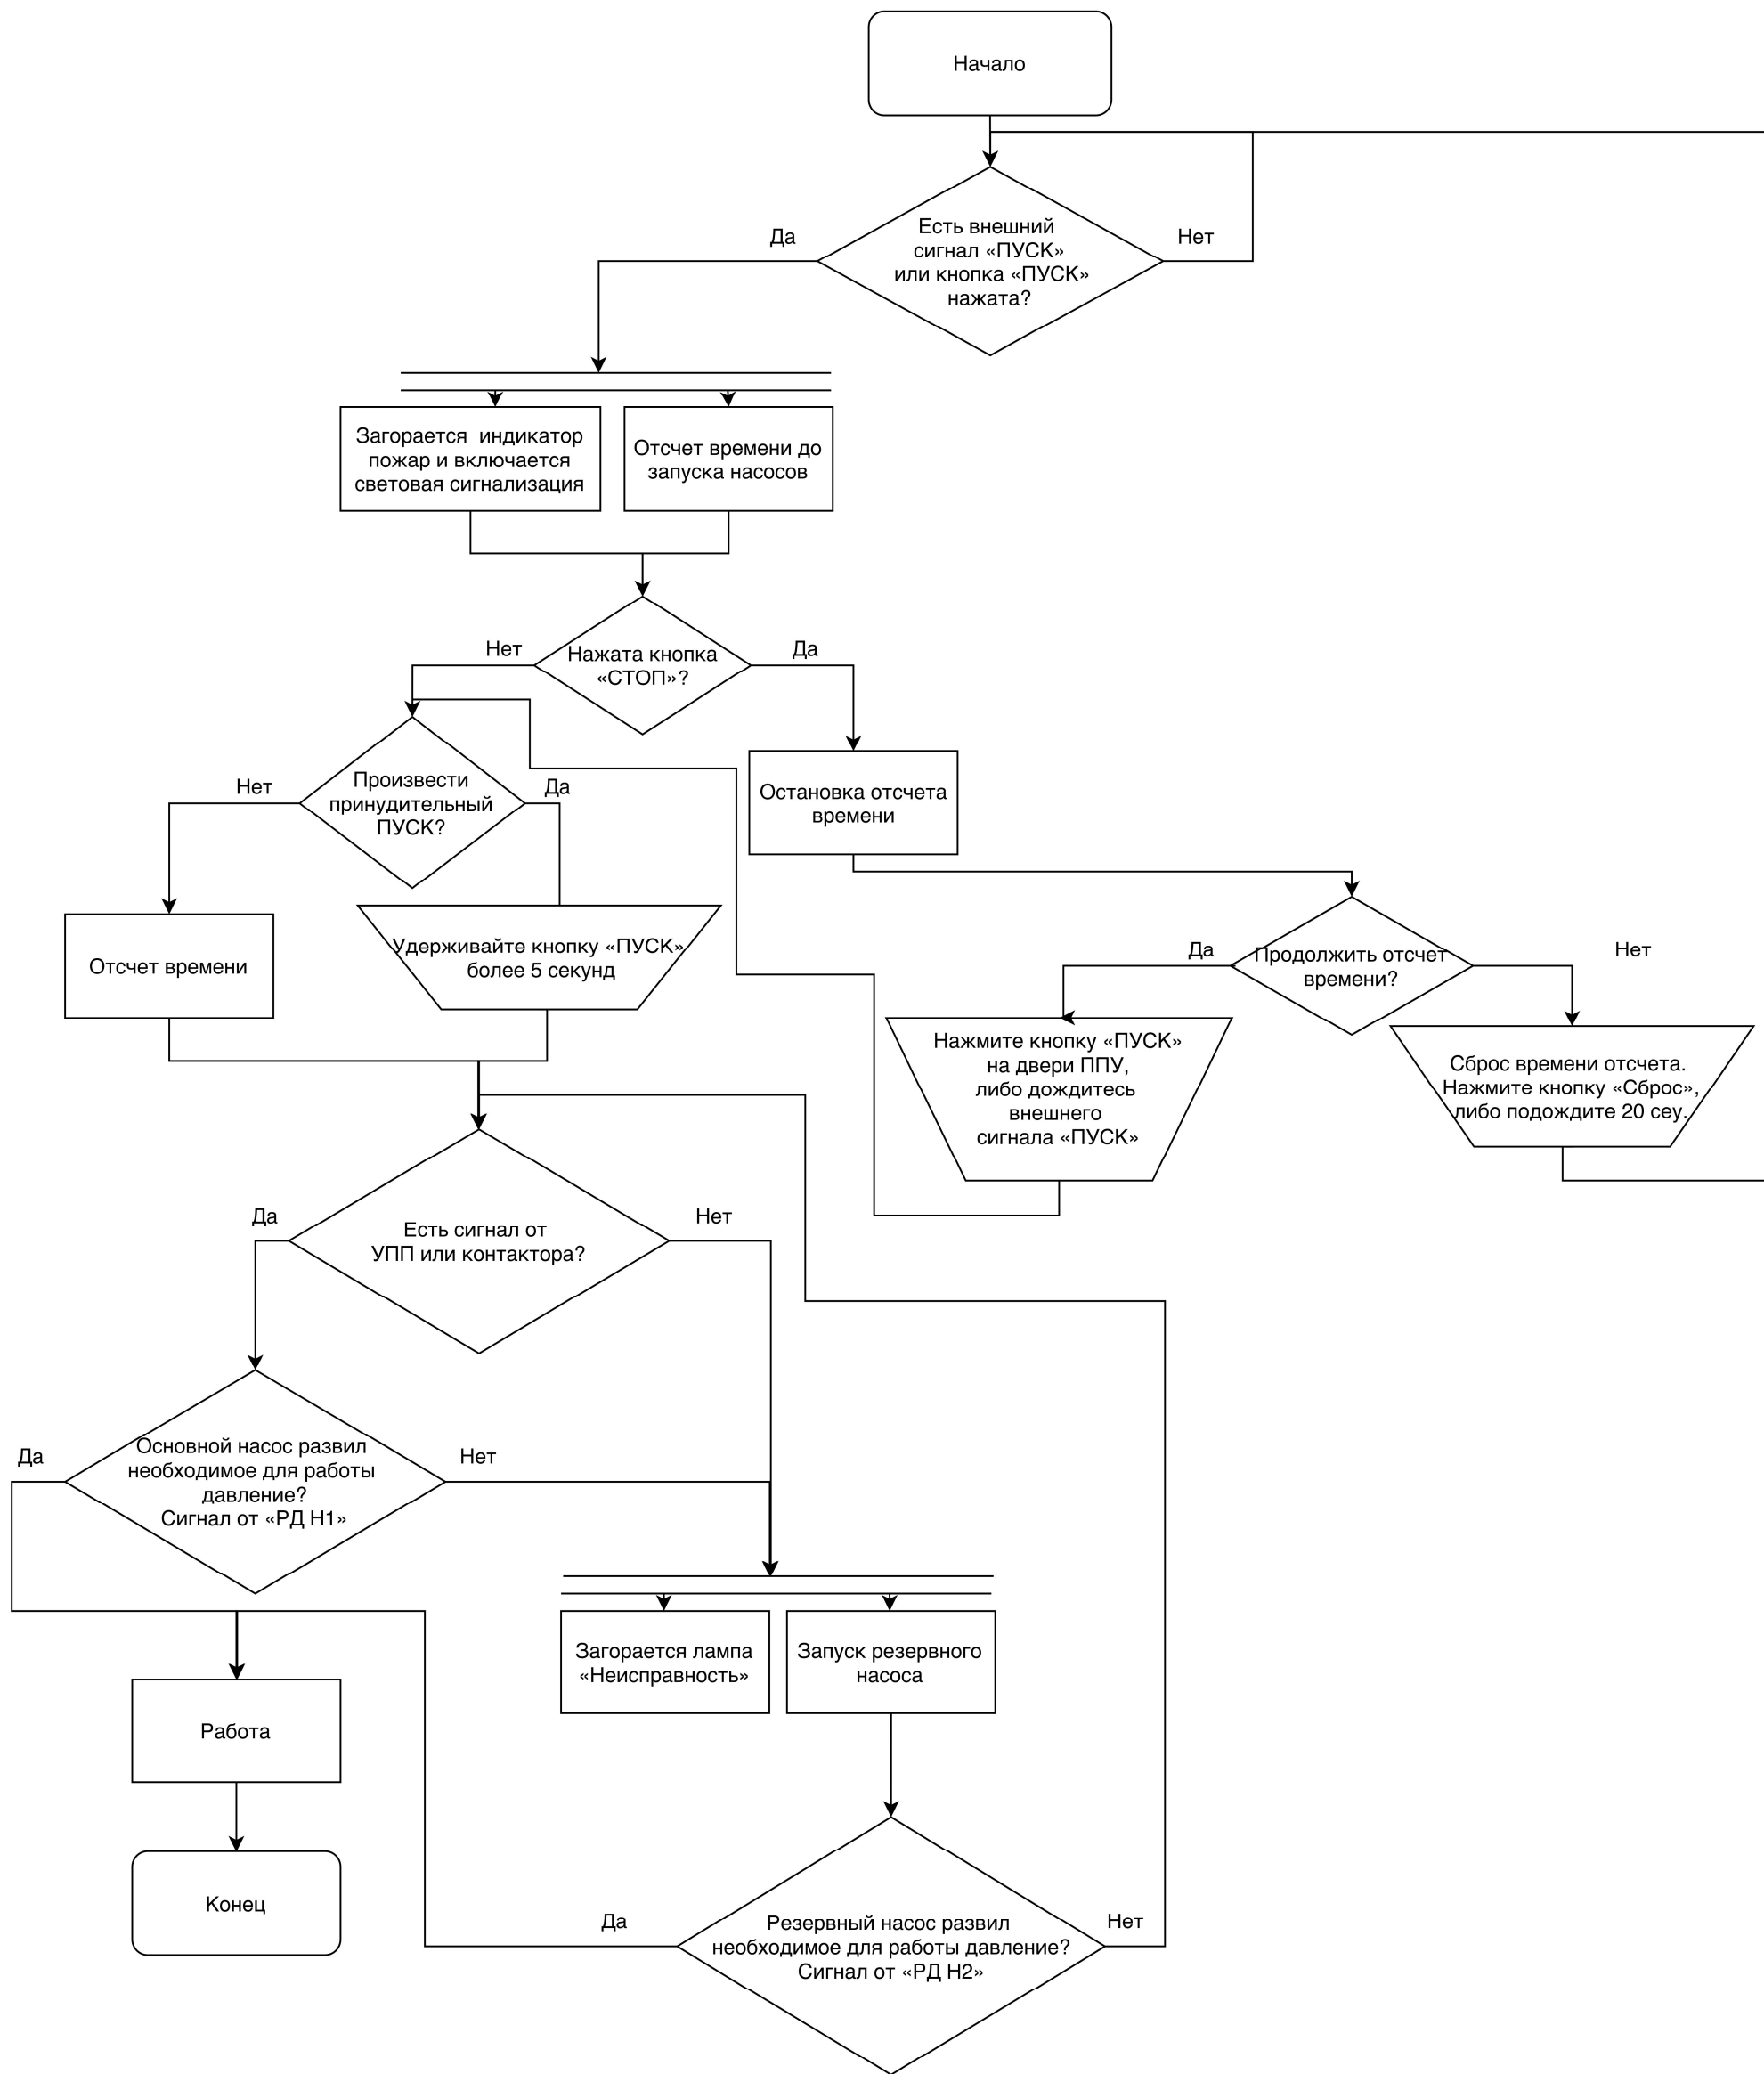 Начало
Есть внешний
сигнал «ПУСК»
или кнопка «ПУСК»
нажата?
Да
Нет
Загорается индикатор
пожар и включается
световая сигнализация
Отсчет времени до
запуска насосов
Нажата кнопка
«СТОП»?
Нет
Да
Произвести
принудительный
ПУСК?
Нет
Да
Остановка отсчета
времени
Отсчет времени
Удерживайте кнопку «ПУСК»
более 5 секунд
Продолжить отсчет
времени?
Да
Нет
Нажмите кнопку «ПУСК»
на двери ППУ,
либо дождитесь
внешнего
сигнала «ПУСК»
Сброс времени отсчета.
Нажмите кнопку «Сброс»,
либо подождите 20 сеу.
Есть сигнал от
УПП или контактора?
Да
Нет
Основной насос развил
необходимое для работы
давление?
Сигнал от «РД Н1»
Да
Нет
Загорается лампа
«Неисправность»
Запуск резервного
насоса
Работа
Конец
Резервный насос развил
необходимое для работы давление?
Сигнал от «РД Н2»
Да
Нет